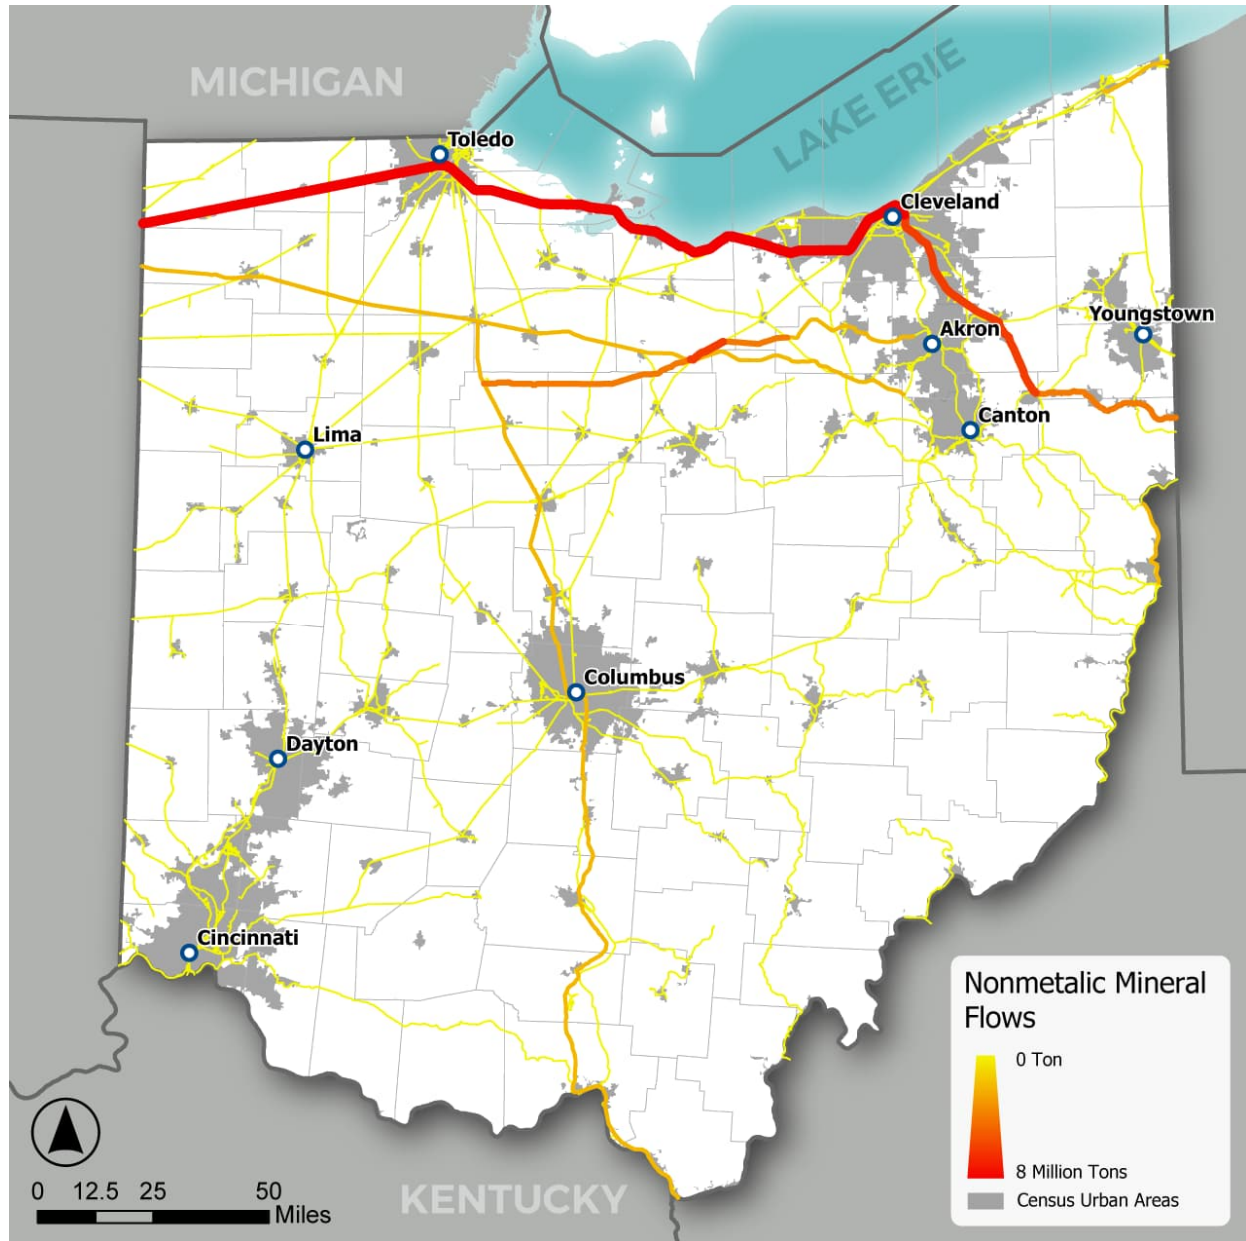 MICHIGAN
LAKE ERIE
Toledo
Cleveland
Youngstown
Akron
Canton
Lima
Columbus
Dayton
Cincinnati
KENTUCKY
Nonmetalic Mineral
Flows
0 Ton
8 Million Tons
Census Urban Areas
0 12.5 25 50
Miles